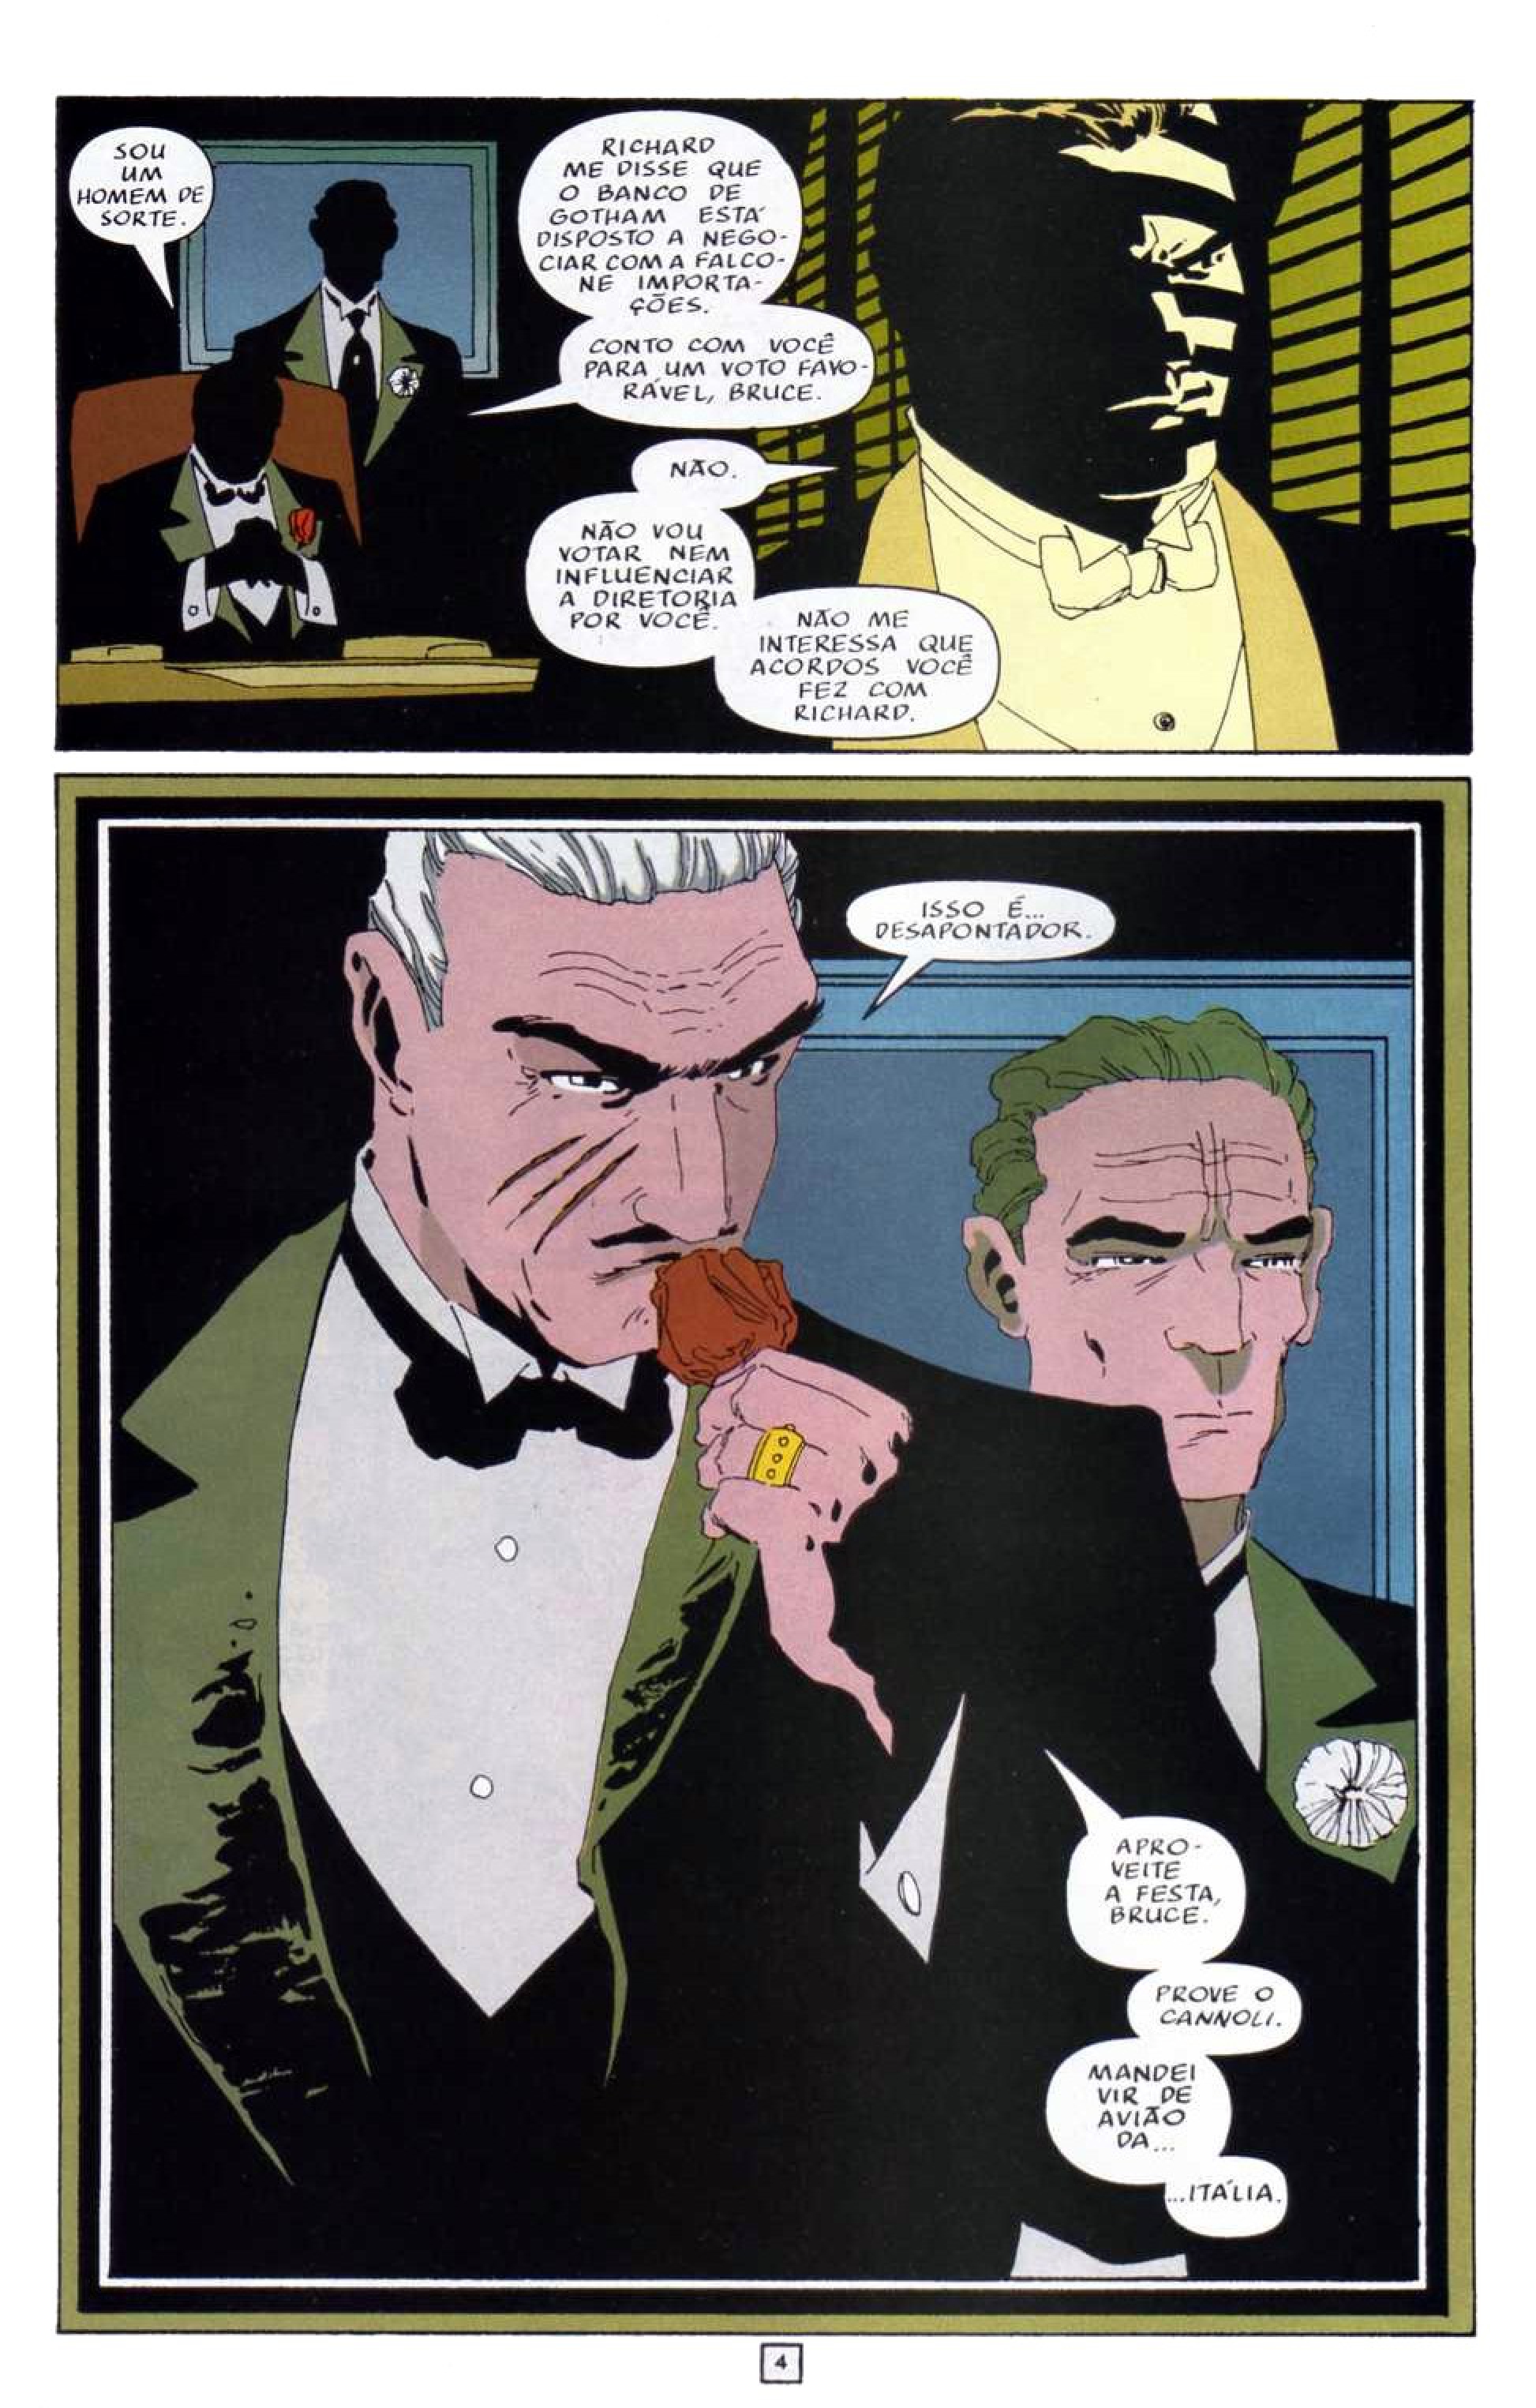 SOU
UM
HOMEM DE
SORTE.
RICHARD
ME DISSE QUE
O BANCO DE
GOTHAM ESTÁ
DISPOSTO A NEGO-
CIAR COM A FALCO-
NE IMPORTA-
ÇÕES.
CONTO COM VOCÊ
PARA UM VOTO FAVO-
RÁVEL, BRUCE.
NÃO.
NÃO VOU
VOTAR NEM
INFLUENCIAR
A DIRETORIA
POR VOCÊ.
NÃO ME
INTERESSA QUE
ACORDOS VOCÊ
FEZ COM
RICHARD.
ISSO É...
DESAPONTADOR.
APRO-
VEITE
A FESTA,
BRUCE.
PROVE O
CANNOLI.
MANDEI
VIR DE
AVIÃO
DA...
...ITÁLIA.
4